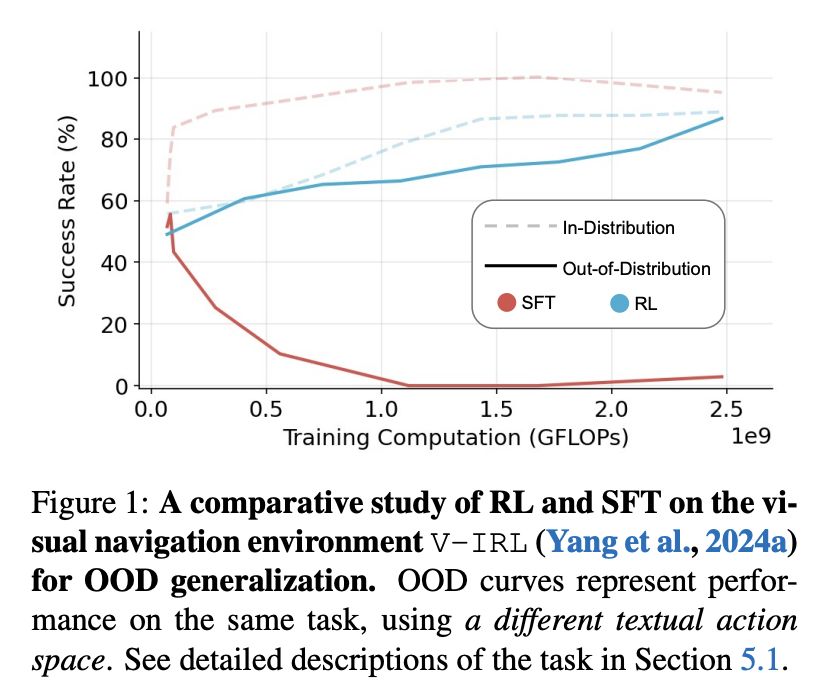 100
80
60
40
20
0
Success Rate (%)
In-Distribution
Out-of-Distribution
SFT RL
0.0 0.5 1.0 1.5 2.0 2.5
1e9
Training Computation (GFLOPs)
Figure 1: A comparative study of RL and SFT on the vi-
sual navigation environment V-IRL (Yang et al., 2024a)
for OOD generalization. OOD curves represent perfor-
mance on the same task, using a different textual action
space. See detailed descriptions of the task in Section 5.1.